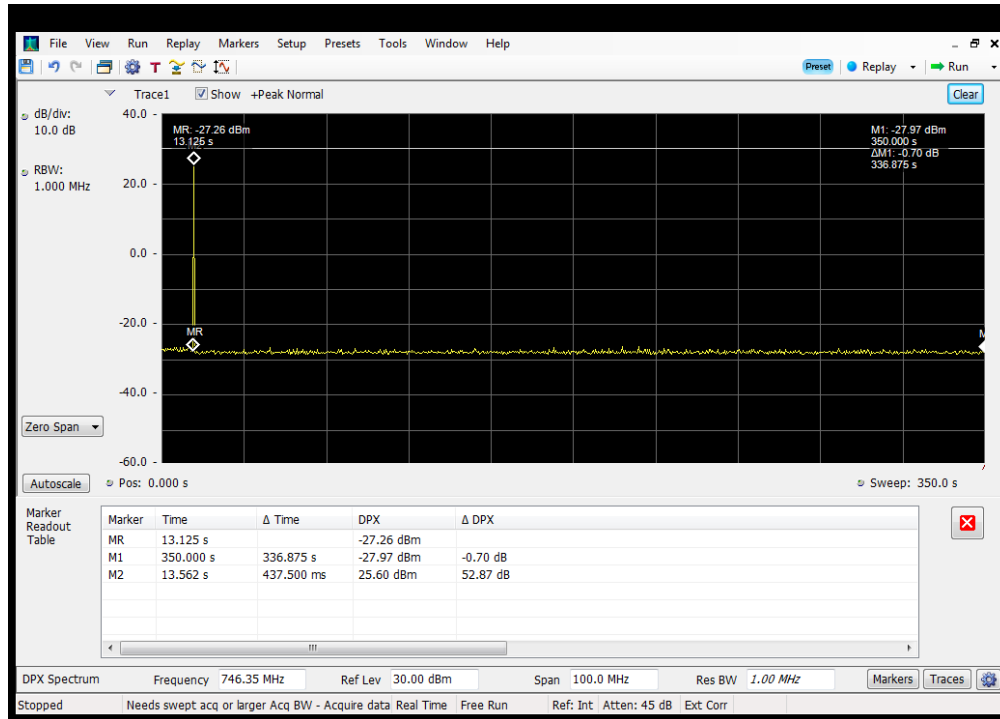 File View Run Replay Markers Setup Presets Tools Window Help
T Preset Replay Run
Trace1 Show +Peak Normal Clear
dB/div:
10.0 dB
RBW:
1.000 MHz
40.0 -
20.0 -
0.0 -
-20.0 -
-40.0 -
-60.0 -
MR: -27.26 dBm
13.125 s
M1: -27.97 dBm
350.000 s
ΔM1: -0.70 dB
336.875 s
MR
Zero Span
Autoscale Pos: 0.000 s Sweep: 350.0 s
Marker
Readout
Table
Marker Time Δ Time DPX Δ DPX
MR 13.125 s -27.26 dBm
M1 350.000 s 336.875 s -27.97 dBm -0.70 dB
M2 13.562 s 437.500 ms 25.60 dBm 52.87 dB
DPX Spectrum Frequency 746.35 MHz Ref Lev 30.00 dBm Span 100.0 MHz Res BW 1.00 MHz Markers Traces
Stopped Needs swept acq or larger Acq BW - Acquire data Real Time Free Run Ref: Int Atten: 45 dB Ext Corr